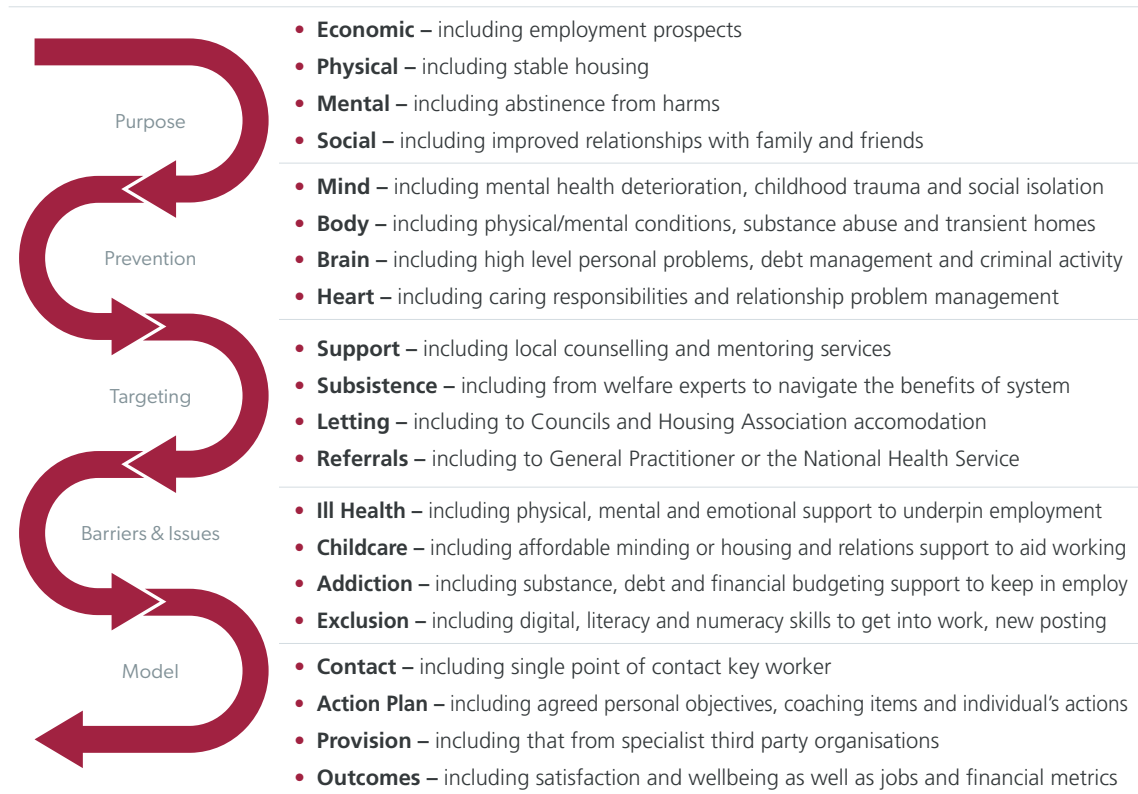 Purpose
• Economic – including employment prospects
• Physical – including stable housing
• Mental – including abstinence from harms
• Social – including improved relationships with family and friends
Prevention
• Mind – including mental health deterioration, childhood trauma and social isolation
• Body – including physical/mental conditions, substance abuse and transient homes
• Brain – including high level personal problems, debt management and criminal activity
• Heart – including caring responsibilities and relationship problem management
Targeting
• Support – including local counselling and mentoring services
• Subsistence – including from welfare experts to navigate the benefits of system
• Letting – including to Councils and Housing Association accomodation
• Referrals – including to General Practitioner or the National Health Service
Barriers & Issues
• Ill Health – including physical, mental and emotional support to underpin employment
• Childcare – including affordable minding or housing and relations support to aid working
• Addiction – including substance, debt and financial budgeting support to keep in employ
• Exclusion – including digital, literacy and numeracy skills to get into work, new posting
Model
• Contact – including single point of contact key worker
• Action Plan – including agreed personal objectives, coaching items and individual’s actions
• Provision – including that from specialist third party organisations
• Outcomes – including satisfaction and wellbeing as well as jobs and financial metrics